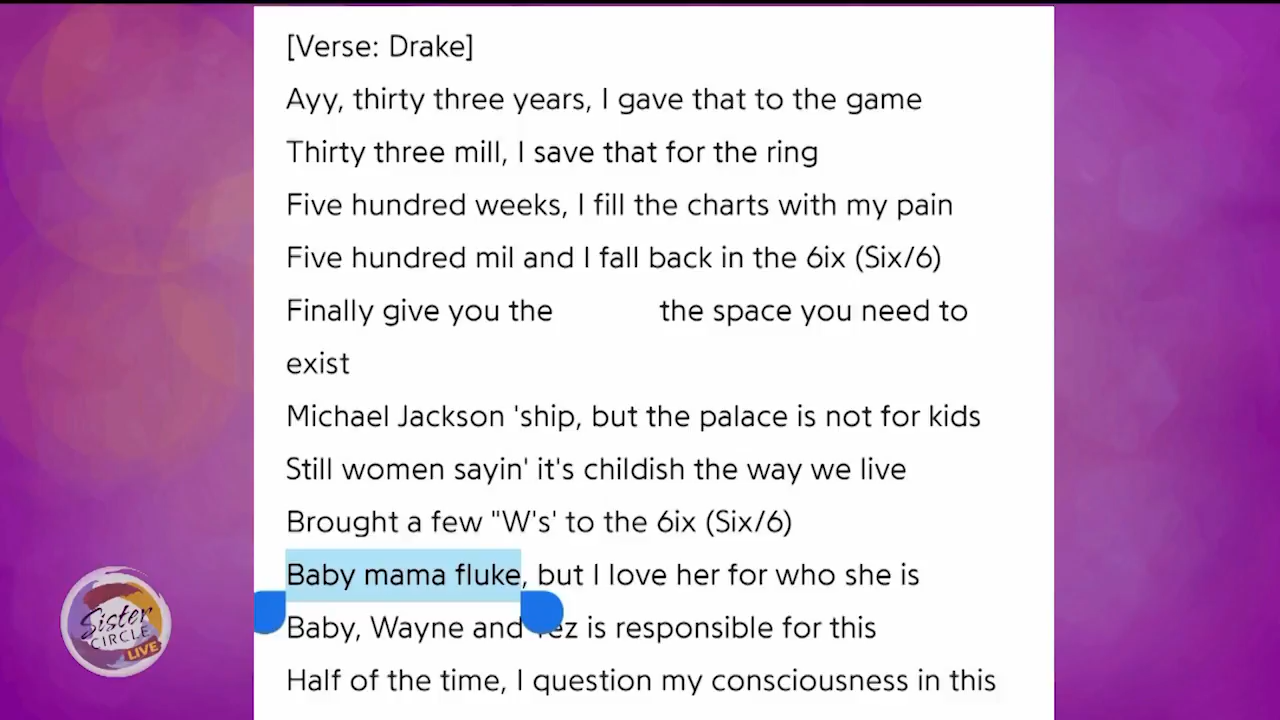 [Verse: Drake]
Ayy, thirty three years, I gave that to the game
Thirty three mill, I save that for the ring
Five hundred weeks, I fill the charts with my pain
Five hundred mil and I fall back in the 6ix (Six/6)
Finally give you the the space you need to
exist
Michael Jackson 'ship, but the palace is not for kids
Still women sayin' it's childish the way we live
Brought a few "W's' to the 6ix (Six/6)
Baby mama fluke, but I love her for who she is
Baby, Wayne and is responsible for this
Half of the time, I question my consciousness in this
Sister
CIRCLE
LIVE